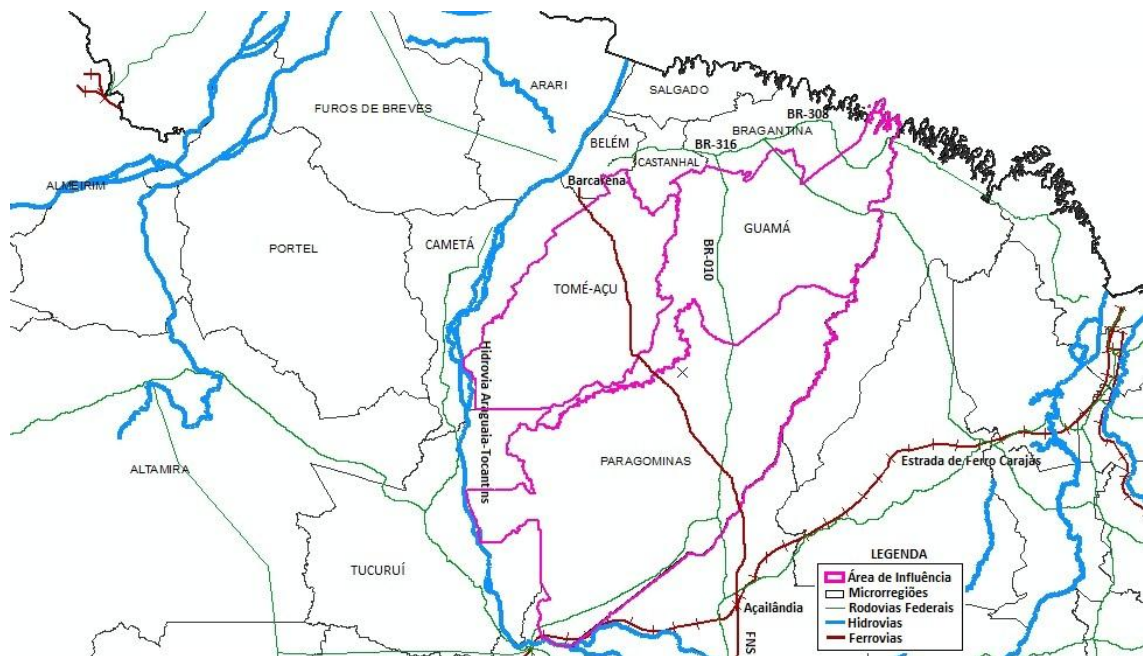 ARARI
SALGADO
FUROS DE BREVES
BR-308
BRAGANTINA
BELÉM
BR-316
CASTANHAL
ALMEIRIM
Barcarena
GUAMÁ
CAMETÁ
PORTEL
BR-010
TOMÉ-AÇU
Hidrovia Araguaia-Tocantins
PARAGOMINAS
Estrada de Ferro Carajás
ALTAMIRA
TUCURUÍ
Açailândia
FNS
LEGENDA
Área de Influência
Microrregiões
Rodovias Federais
Hidrovias
Ferrovias